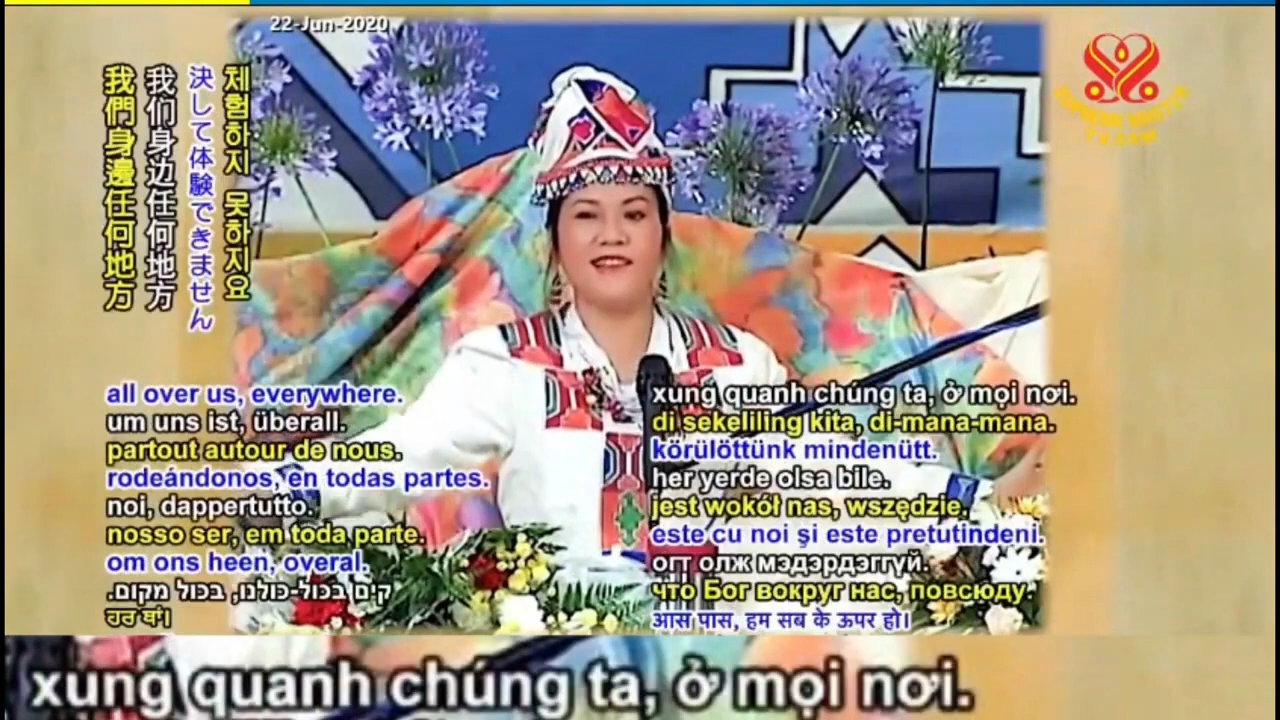 22-Jun-2020
SUPREME MASTER
TV.COM
체험하지 못하지요
決して体験できません
我们身边任何地方
我們身邊任何地方
all over us, everywhere.
um uns ist, überall.
partout autour de nous.
rodeándonos, en todas partes.
noi, dappertutto.
nosso ser, em toda parte.
om ons heen, overal.
קיים בכול-כולנו, בכול מקום.
ਹਰ ਥਾਂ।
xung quanh chúng ta, ở mọi nơi.
di sekeliling kita, di-mana-mana.
körülöttünk mindenütt.
her yerde olsa bile.
jest wokół nas, wszędzie.
este cu noi şi este pretutindeni.
огт олж мэдэрдэггүй.
что Бог вокруг нас, повсюду.
आस पास, हम सब के ऊपर हो।
xung quanh chúng ta, ở mọi nơi.